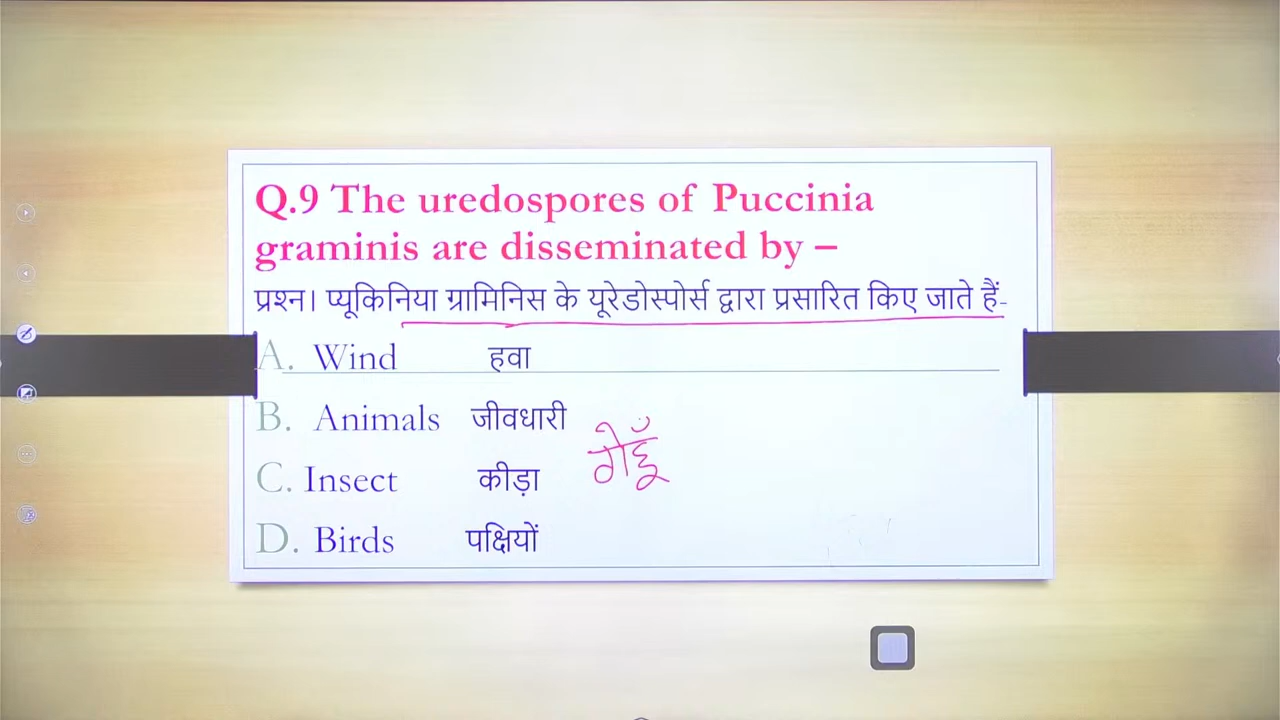 Q.9 The uredospores of Puccinia
graminis are disseminated by –
प्रश्न। प्यूकिनिया ग्रामिनिस के यूरेडोस्पोर्स द्वारा प्रसारित किए जाते हैं-
A. Wind हवा
B. Animals जीवधारी
गेहूँ
C. Insect कीड़ा
D. Birds पक्षियों